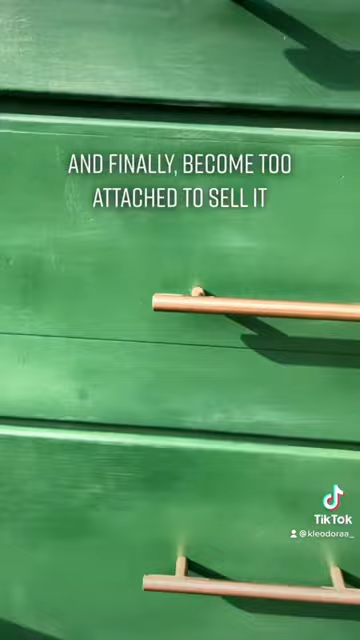 AND FINALLY, BECOME TOO
ATTACHED TO SELL IT
TikTok
@kleodoraa_